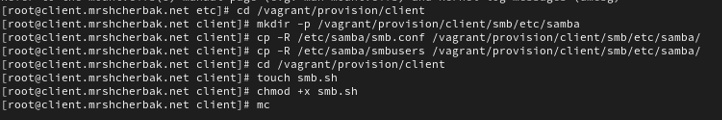 [root@client.mrshcherbak.net etc]# cd /vagrant/provision/client
[root@client.mrshcherbak.net client]# mkdir -p /vagrant/provision/client/smb/etc/samba
[root@client.mrshcherbak.net client]# cp -R /etc/samba/smb.conf /vagrant/provision/client/smb/etc/samba/
[root@client.mrshcherbak.net client]# cp -R /etc/samba/smbusers /vagrant/provision/client/smb/etc/samba/
[root@client.mrshcherbak.net client]# cd /vagrant/provision/client
[root@client.mrshcherbak.net client]# touch smb.sh
[root@client.mrshcherbak.net client]# chmod +x smb.sh
[root@client.mrshcherbak.net client]# mc